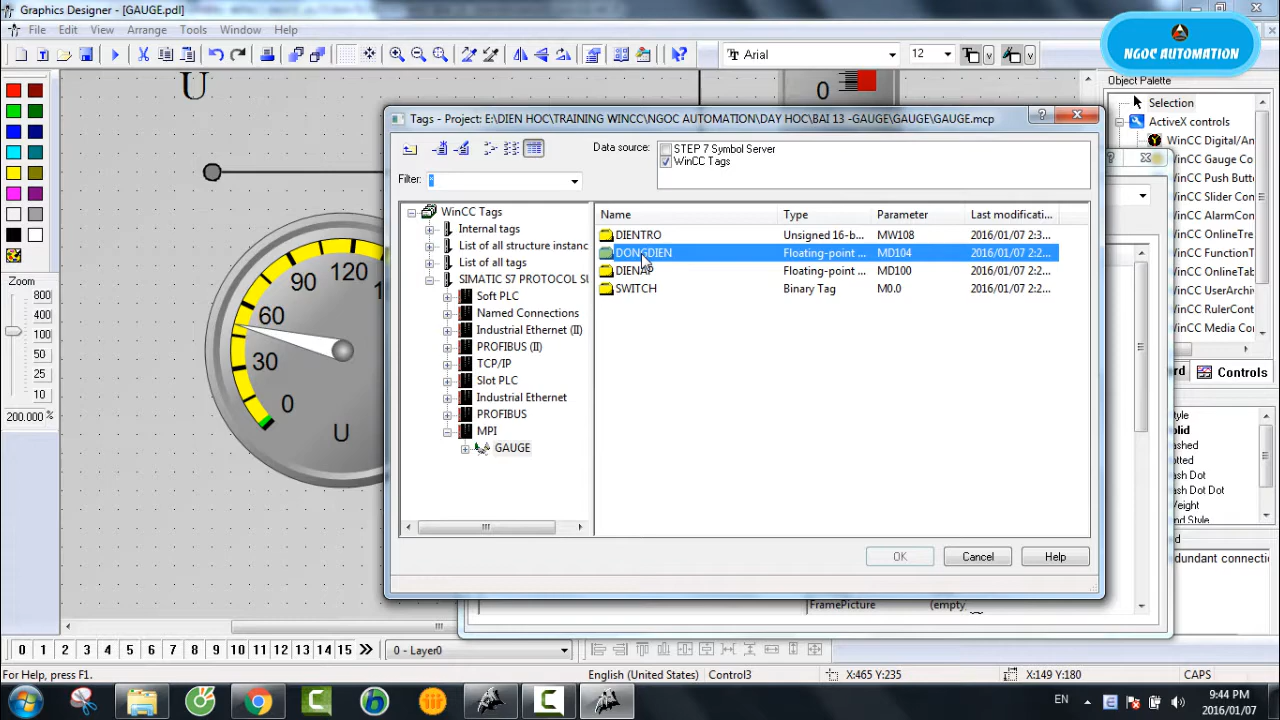 Graphics Designer - [GAUGE.pdl]
File Edit View Arrange Tools Window Help
Arial 12
NGOC AUTOMATION
U
0
Object Palette
Selection
ActiveX controls
WinCC Digital/An
WinCC Gauge Co
WinCC Push Butt
WinCC Slider Con
WinCC AlarmCon
WinCC OnlineTre
WinCC FunctionT
WinCC OnlineTab
WinCC UserArchiv
WinCC RulerCont
WinCC Media Co
Controls
Zoom
800
400
100
50
25
10
200.000 %
120
90
60
30
0
U
Tags - Project: E:\DIEN HOC\TRAINING WINCC\NGOC AUTOMATION\DAY HOC\BAI 13 -GAUGE\GAUGE\GAUGE.mcp
Data source:
STEP 7 Symbol Server
WinCC Tags
Filter: *
WinCC Tags
Internal tags
List of all structure instanc
List of all tags
SIMATIC S7 PROTOCOL SU
Soft PLC
Named Connections
Industrial Ethernet (II)
PROFIBUS (II)
TCP/IP
Slot PLC
Industrial Ethernet
PROFIBUS
MPI
GAUGE
Name Type Parameter Last modificati...
DIENTRO Unsigned 16-b... MW108 2016/01/07 2:3...
DONGDIEN Floating-point ... MD104 2016/01/07 2:2...
DIENAP Floating-point ... MD100 2016/01/07 2:2...
SWITCH Binary Tag M0.0 2016/01/07 2:2...
OK Cancel Help
FramePicture (empty
Style
olid
ashed
otted
ash Dot
ash Dot Dot
Weight
dundant connectio
0 1 2 3 4 5 6 7 8 9 10 11 12 13 14 15
0 - Layer0
For Help, press F1. English (United States) Control3 X:465 Y:235 X:149 Y:180 CAPS
EN
9:44 PM
2016/01/07